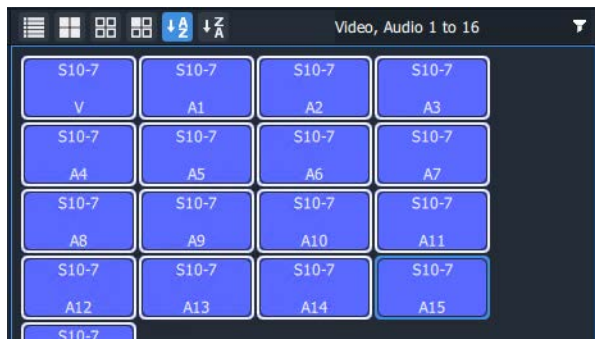 Video, Audio 1 to 16
S10-7 S10-7 S10-7 S10-7
V A1 A2 A3
S10-7 S10-7 S10-7 S10-7
A4 A5 A6 A7
S10-7 S10-7 S10-7 S10-7
A8 A9 A10 A11
S10-7 S10-7 S10-7 S10-7
A12 A13 A14 A15
S10-7